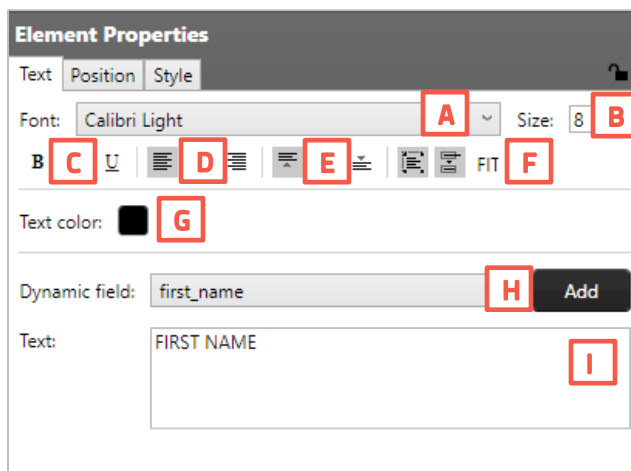 Element Properties
Text Position Style
Font: Calibri Light A Size: 8 B
B C U D E FIT F
Text color: G
Dynamic field: first_name H Add
Text: FIRST NAME I